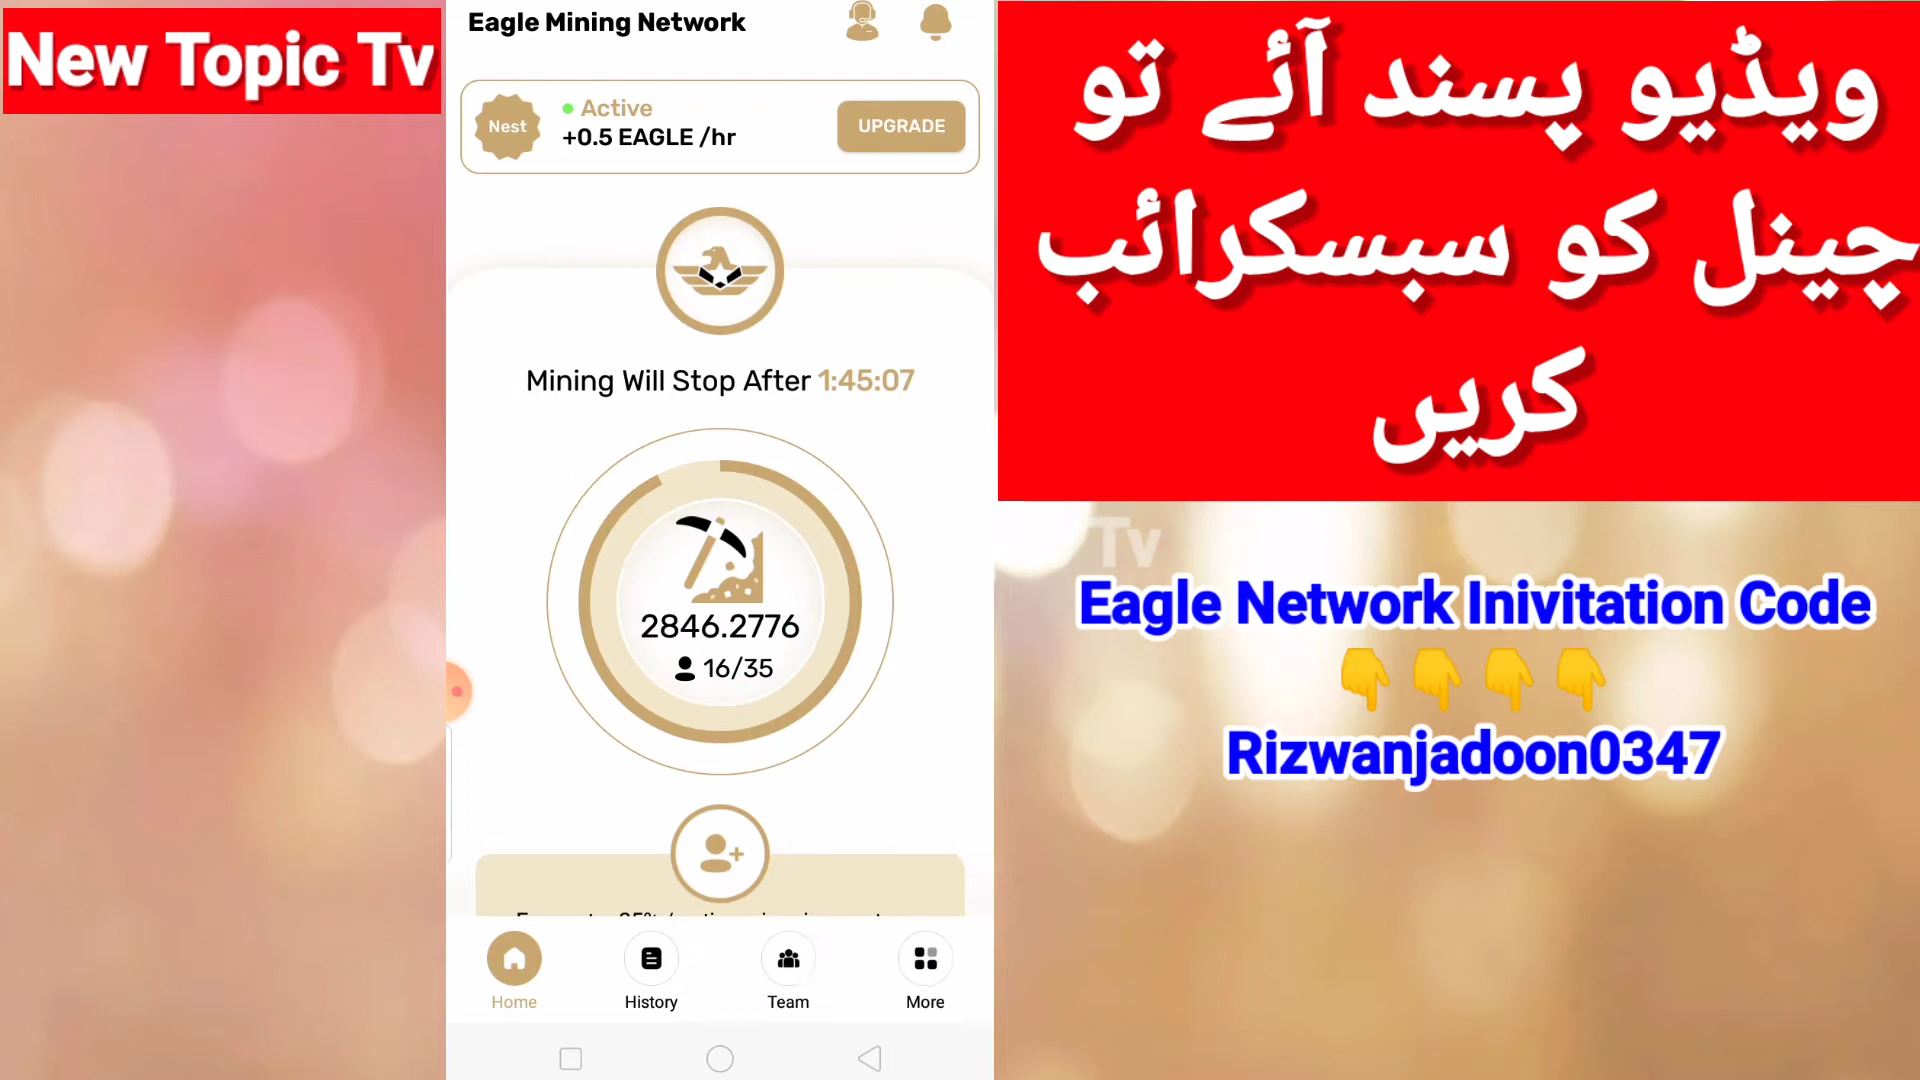 New Topic Tv
Eagle Mining Network
Nest
Active
+0.5 EAGLE /hr
UPGRADE
Mining Will Stop After 1:45:07
2846.2776
16/35
Home
History
Team
More
ویڈیو پسند آئے تو
چینل کو سبسکرائب
کریں
Tv
Eagle Network Inivitation Code
👇👇👇👇
Rizwanjadoon0347